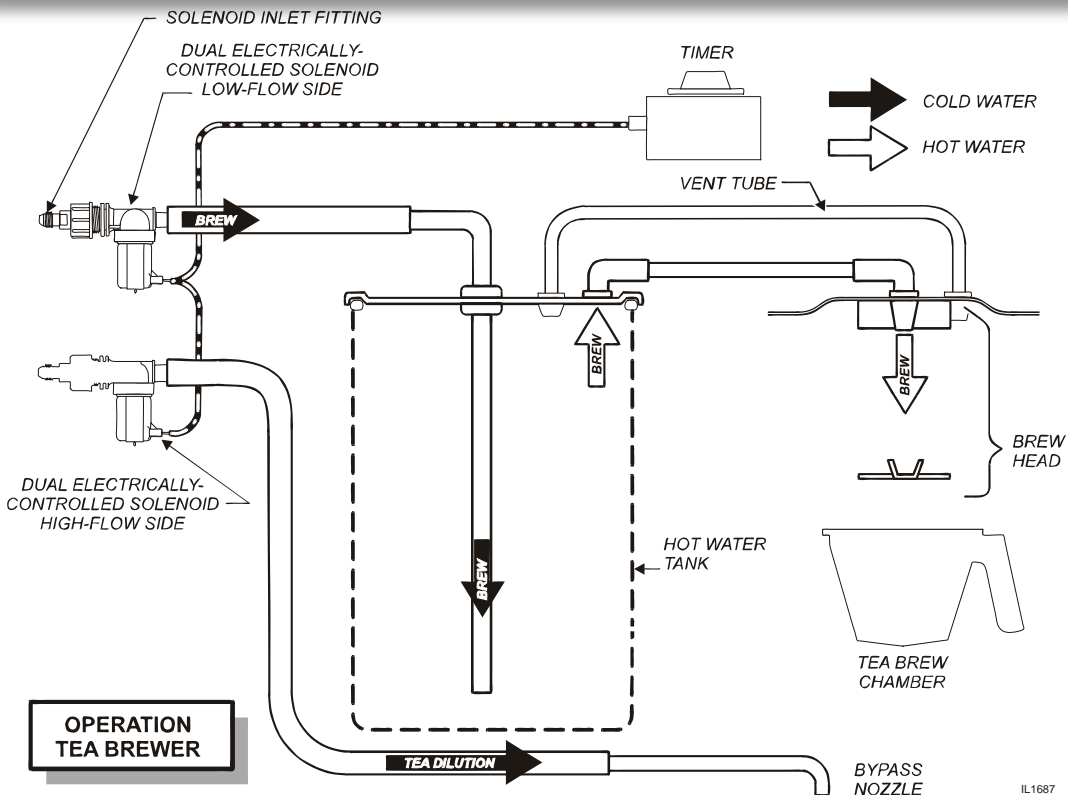 SOLENOID INLET FITTING
DUAL ELECTRICALLY-
CONTROLLED SOLENOID
LOW-FLOW SIDE
TIMER
COLD WATER
HOT WATER
VENT TUBE
BREW
BREW
BREW
BREW
BREW
HEAD
DUAL ELECTRICALLY-
CONTROLLED SOLENOID
HIGH-FLOW SIDE
HOT WATER
TANK
TEA BREW
CHAMBER
OPERATION
TEA BREWER
TEA DILUTION
BYPASS
NOZZLE
IL1687